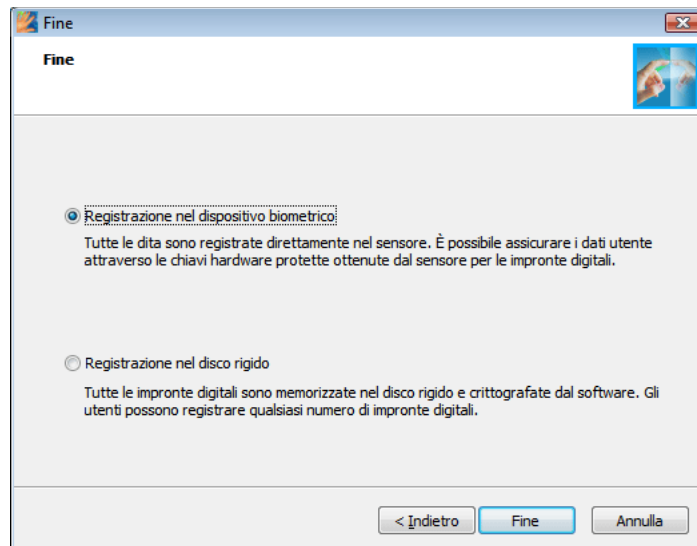 Fine
Fine
Registrazione nel dispositivo biometrico
Tutte le dita sono registrate direttamente nel sensore. È possibile assicurare i dati utente
attraverso le chiavi hardware protette ottenute dal sensore per le impronte digitali.
Registrazione nel disco rigido
Tutte le impronte digitali sono memorizzate nel disco rigido e crittografate dal software. Gli
utenti possono registrare qualsiasi numero di impronte digitali.
< Indietro Fine Annulla